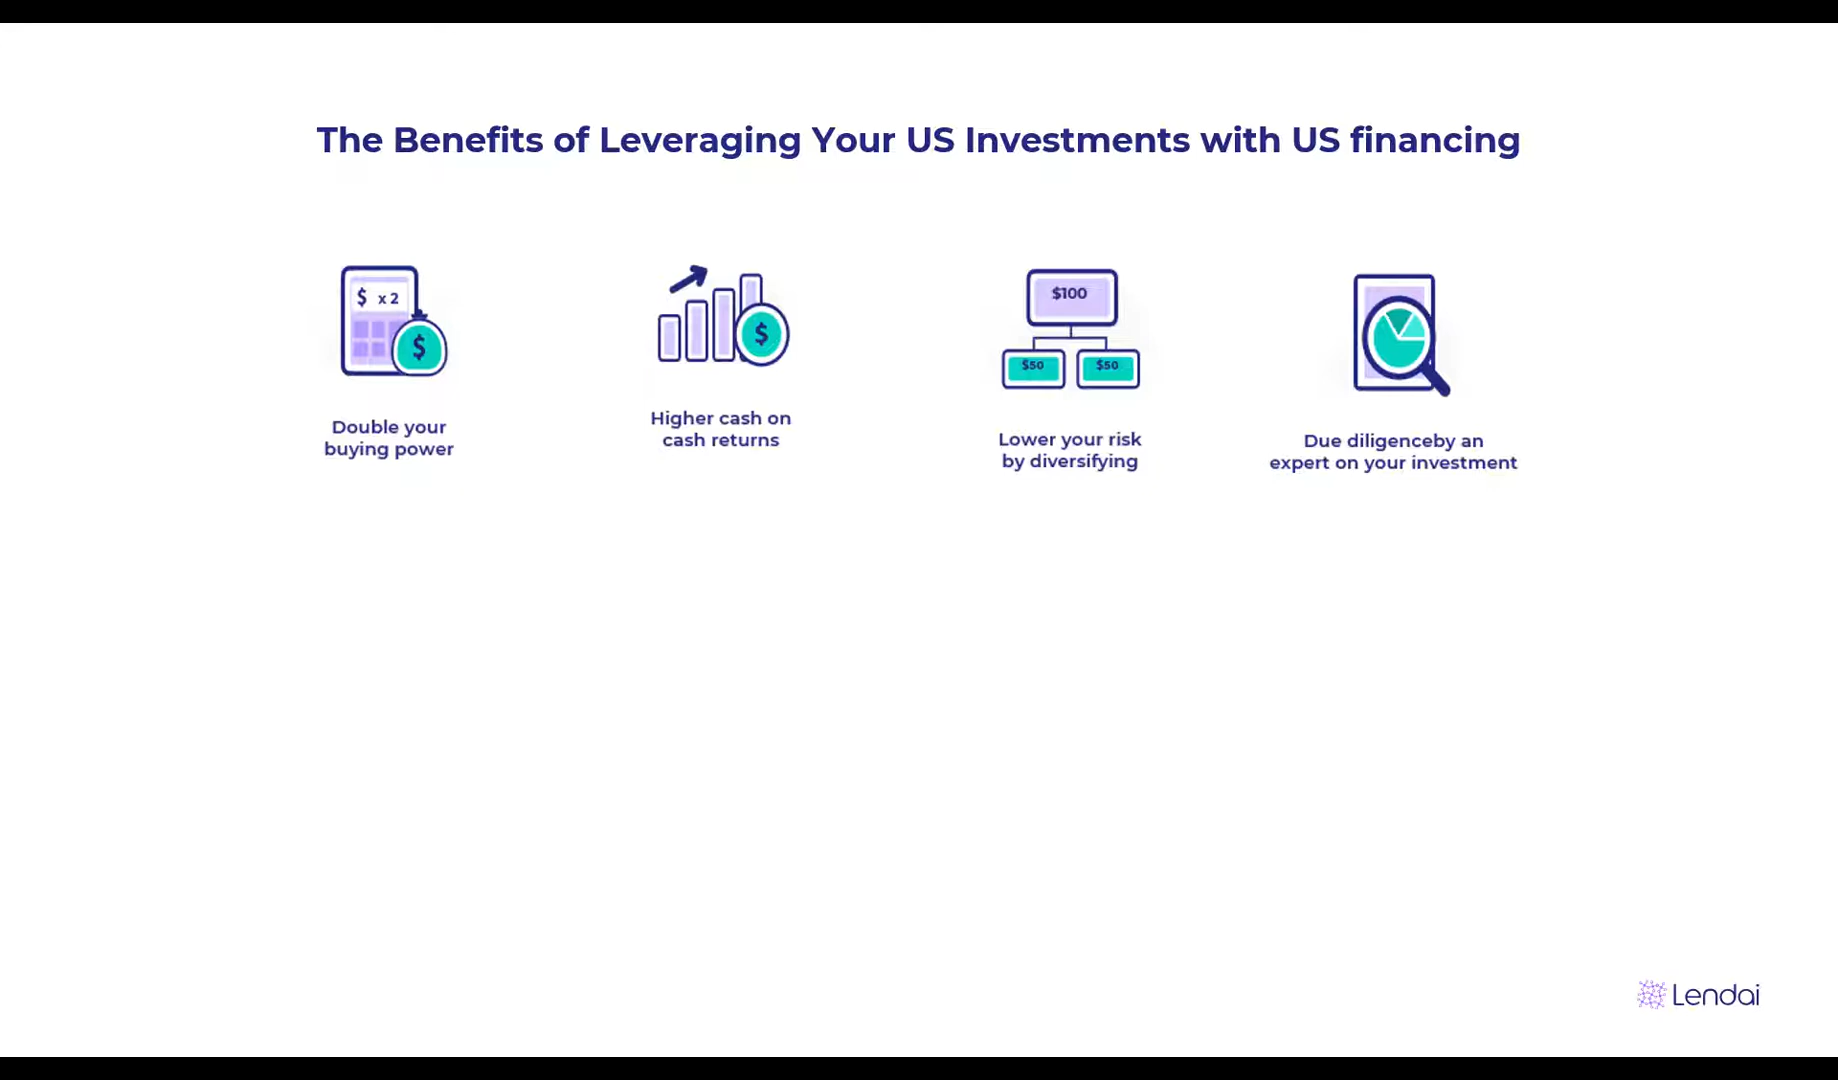 The Benefits of Leveraging Your US Investments with US financing
$ x 2
$
Double your
buying power
$
Higher cash on
cash returns
$100
$50 $50
Lower your risk
by diversifying
Due diligenceby an
expert on your investment
Lendai